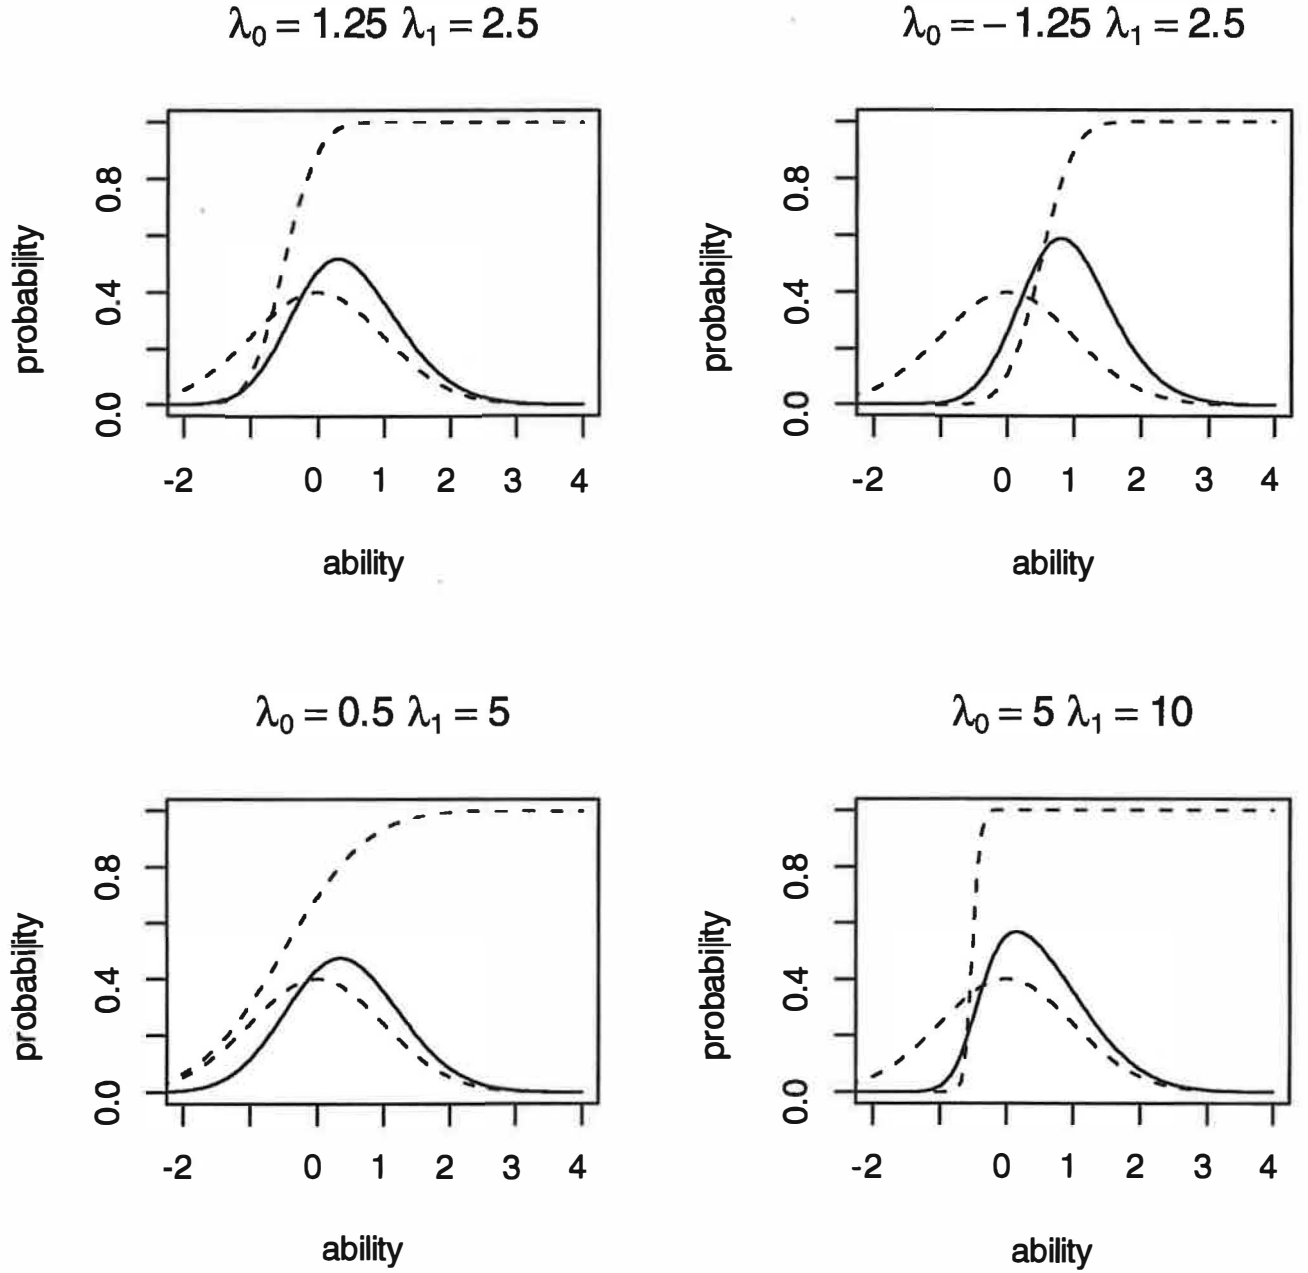 λ0 = 1.25 λ1 = 2.5
probability
0.0 0.4 0.8
-2 0 1 2 3 4
ability
λ0 = − 1.25 λ1 = 2.5
probability
0.0 0.4 0.8
-2 0 1 2 3 4
ability
λ0 = 0.5 λ1 = 5
probability
0.0 0.4 0.8
-2 0 1 2 3 4
ability
λ0 = 5 λ1 = 10
probability
0.0 0.4 0.8
-2 0 1 2 3 4
ability